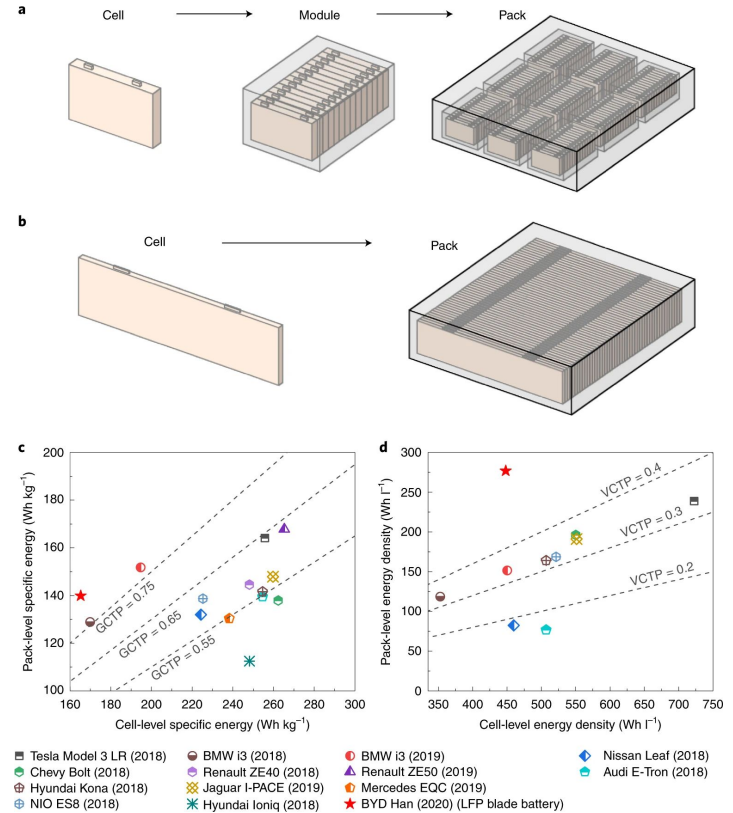 a
Cell Module Pack
b
Cell
Pack
c
200
180
160
140
120
100
160 180 200 220 240 260 280 300
Pack-level specific energy (Wh kg⁻¹)
Cell-level specific energy (Wh kg⁻¹)
GCTP = 0.75
GCTP = 0.65
GCTP = 0.55
d
300
250
200
150
100
50
0
350 400 450 500 550 600 650 700 750
Pack-level energy density (Wh l⁻¹)
Cell-level energy density (Wh l⁻¹)
VCTP = 0.4
VCTP = 0.3
VCTP = 0.2
Tesla Model 3 LR (2018) BMW i3 (2018) BMW i3 (2019) Nissan Leaf (2018)
Chevy Bolt (2018) Renault ZE40 (2018) Renault ZE50 (2019) Audi E-Tron (2018)
Hyundai Kona (2018) Jaguar I-PACE (2019) Mercedes EQC (2019)
NIO ES8 (2018) Hyundai Ioniq (2018) BYD Han (2020) (LFP blade battery)